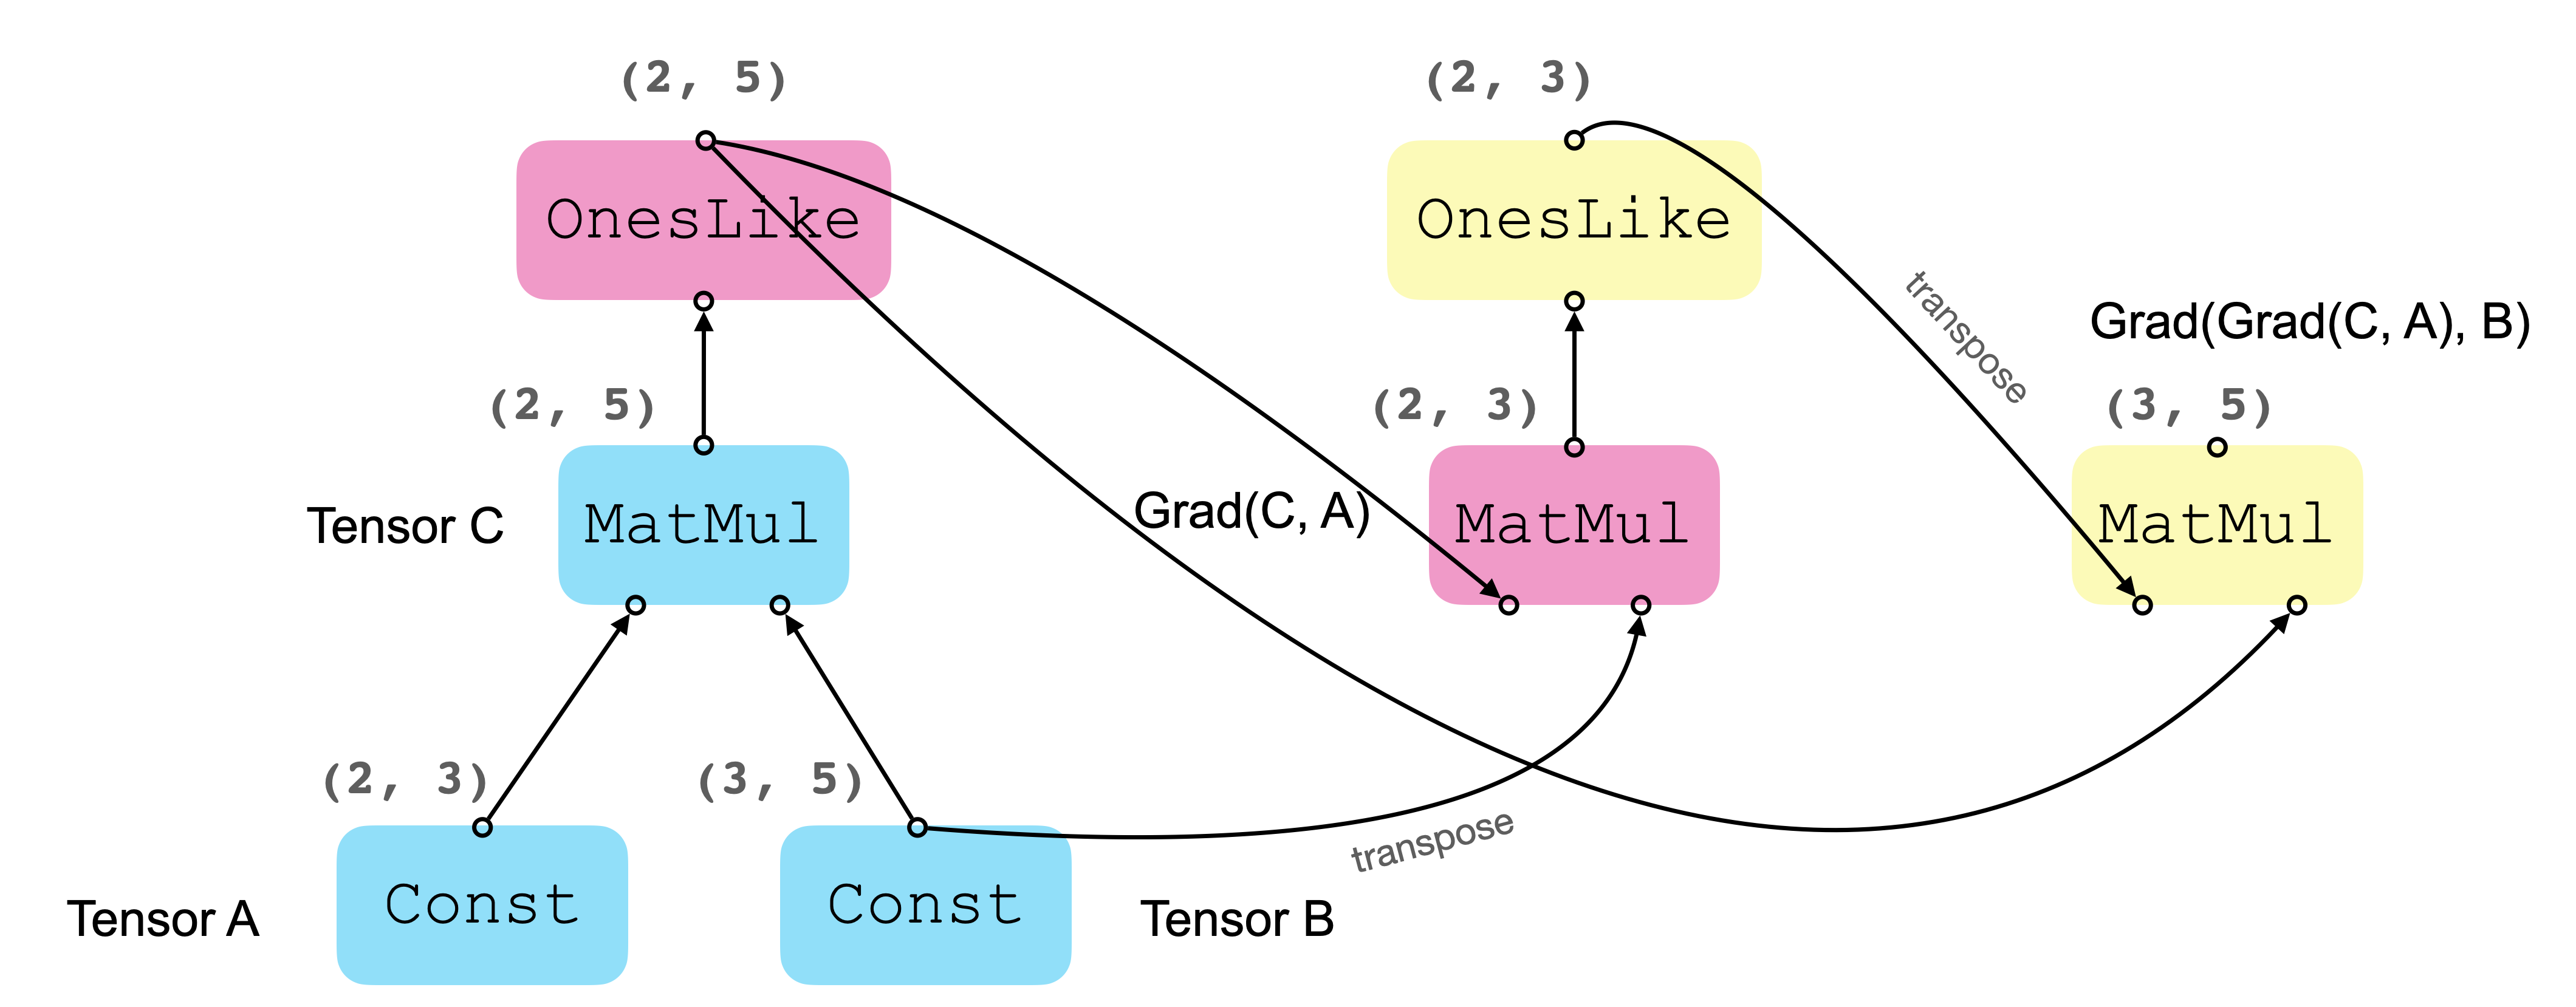 (2, 5)
(2, 3)
OnesLike
OnesLike
transpose
Grad(Grad(C, A), B)
(2, 5)
(2, 3)
(3, 5)
Tensor C
MatMul
Grad(C, A)
MatMul
MatMul
(2, 3)
(3, 5)
transpose
Tensor A
Const
Const
Tensor B